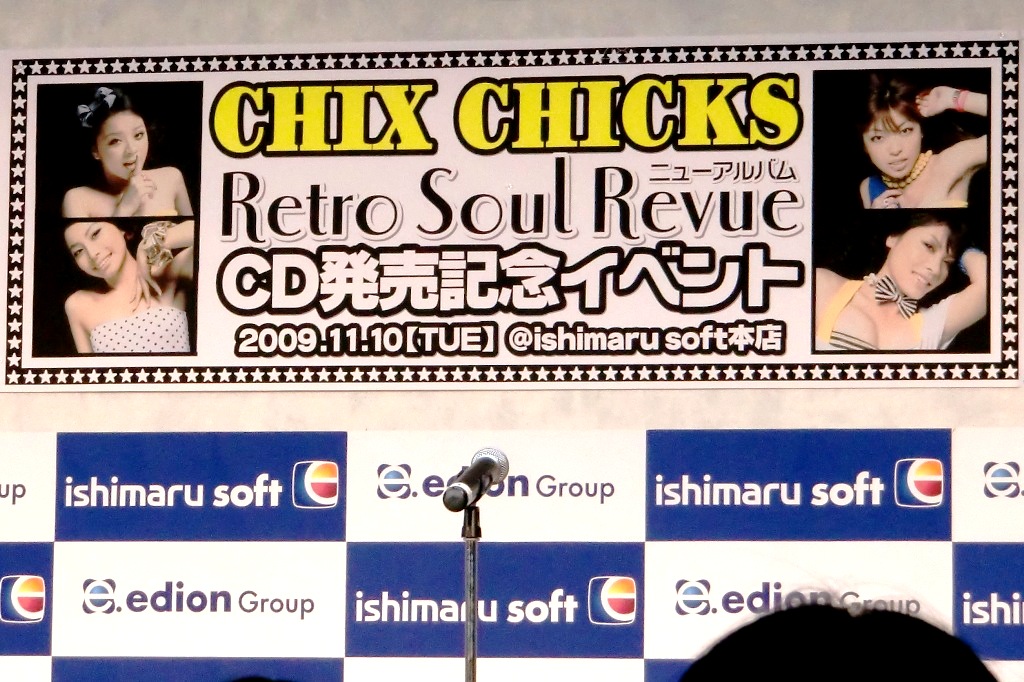 CHIX CHICKS
ニューアルバム
Retro Soul Revue
CD発売記念イベント
2009.11.10【TUE】 @ishimaru soft本店
up ishimaru soft e.edion Group ishimaru soft e
e.edion Group ishimaru soft e.edion Group ishi